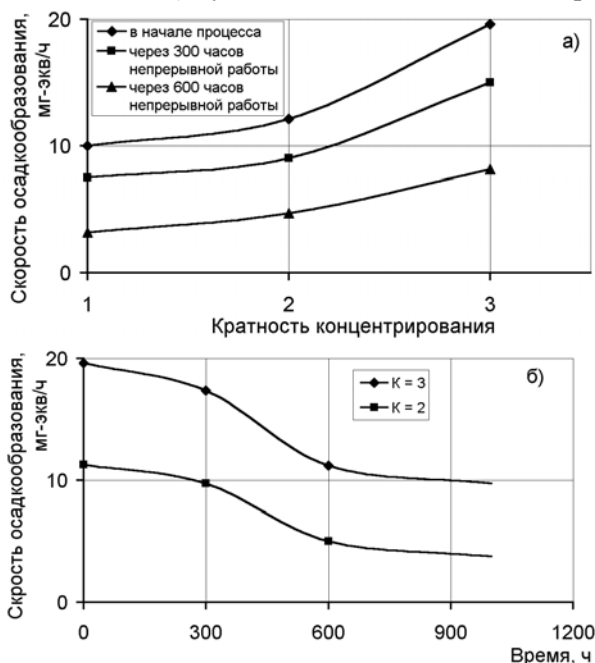 Скорость осадкообразования,
мг-экв/ч
20
10
0
в начале процесса
через 300 часов
непрерывной работы
через 600 часов
непрерывной работы
а)
1
2
3
Кратность концентрирования
Скрость осадкообразования,
мг-экв/ч
20
10
0
K = 3
K = 2
б)
0
300
600
900
1200
Время, ч